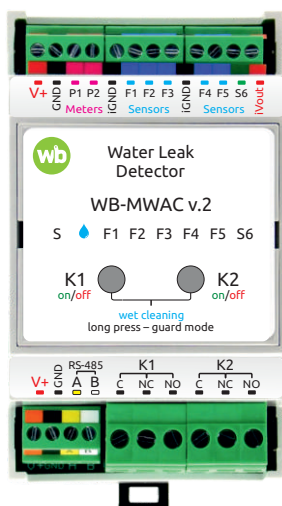 V+ GND P1 P2 iGND F1 F2 F3 iGND F4 F5 S6 iVout
Meters Sensors Sensors
wb
Water Leak
Detector
WB-MWAC v.2
S F1 F2 F3 F4 F5 S6
K1 K2
on/off on/off
wet cleaning
long press – guard mode
RS-485 K1 K2
V+ GND A B C NC NO C NC NO
V+ GND A B